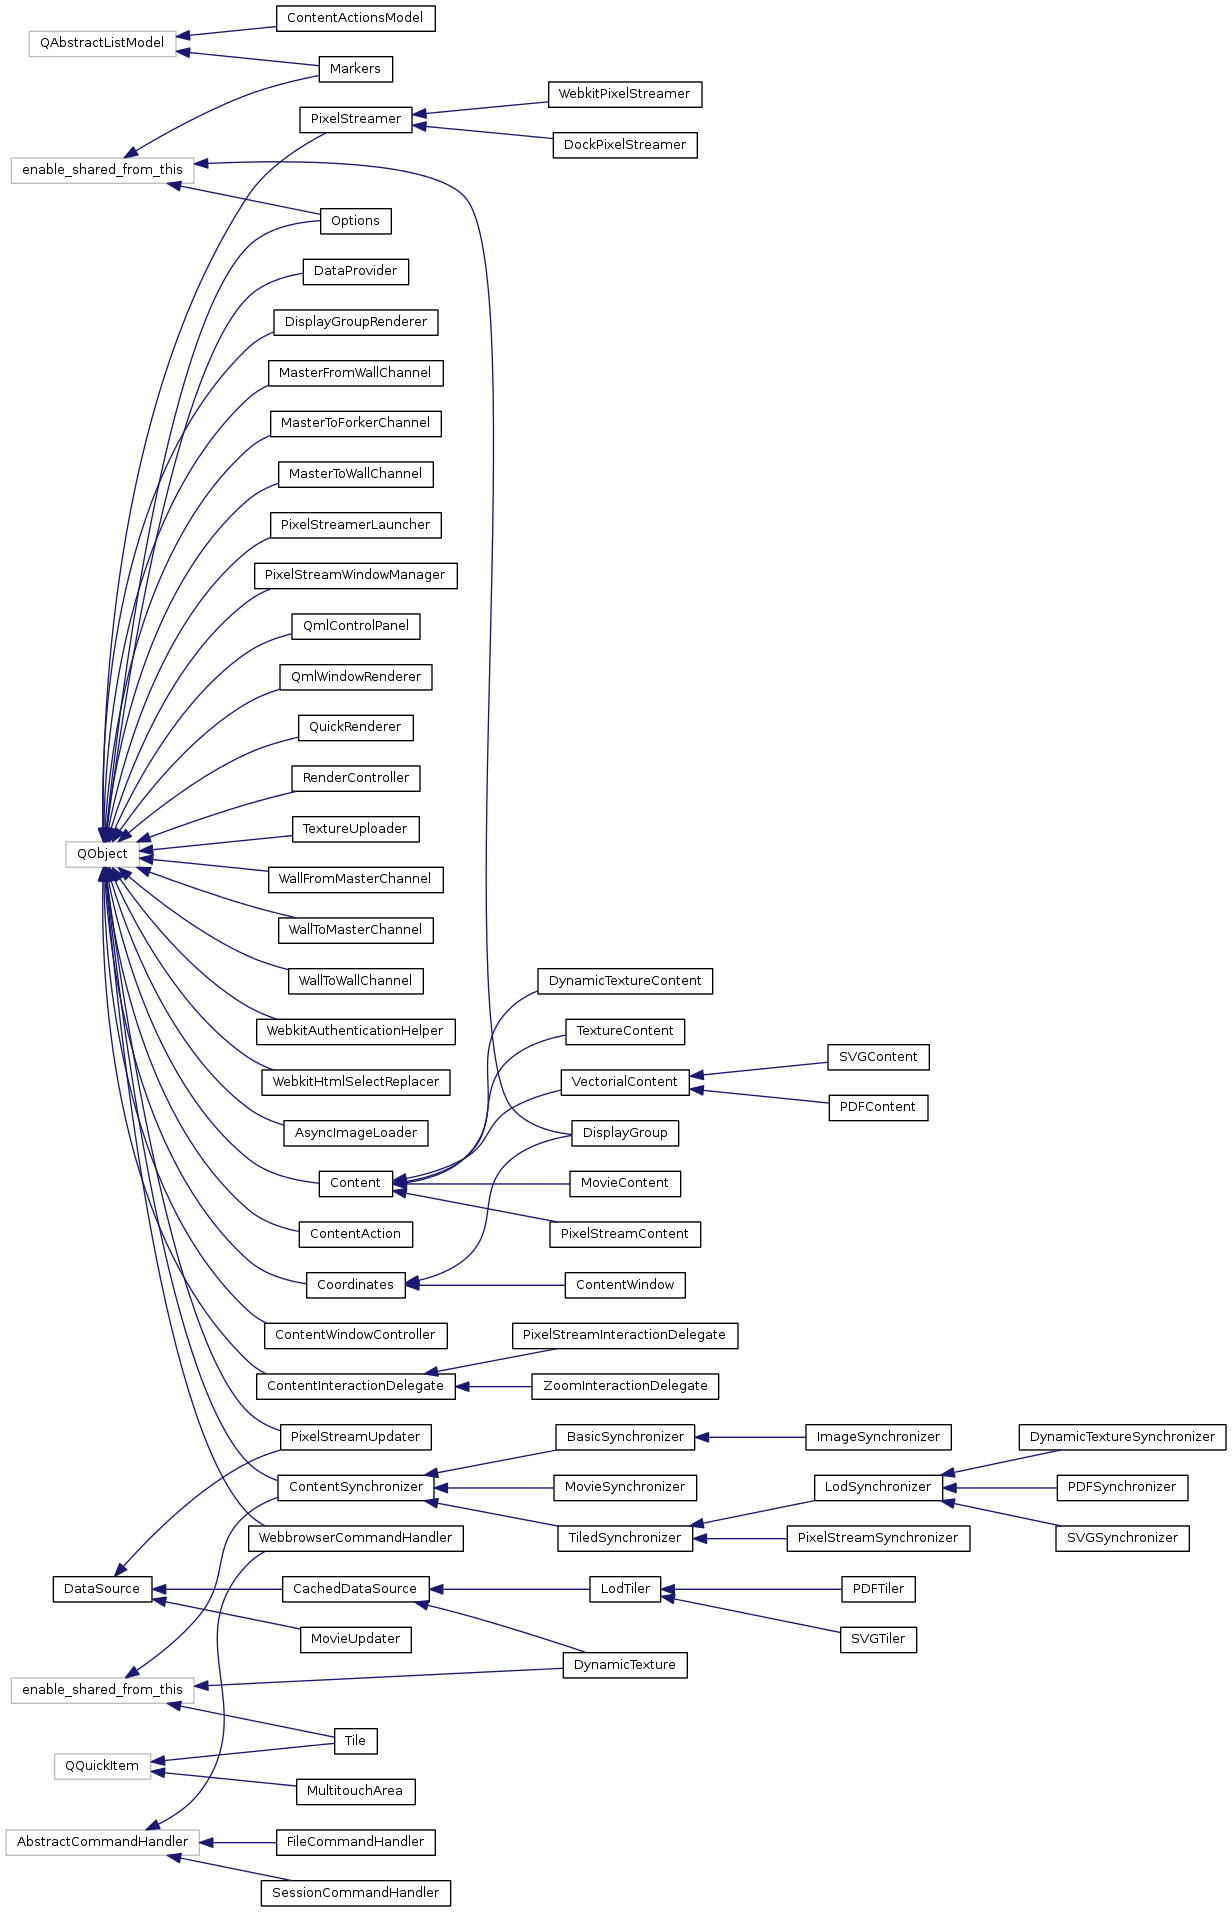 ContentActionsModel
QAbstractListModel
Markers
WebkitPixelStreamer
PixelStreamer
DockPixelStreamer
enable_shared_from_this
Options
DataProvider
DisplayGroupRenderer
MasterFromWallChannel
MasterToForkerChannel
MasterToWallChannel
PixelStreamerLauncher
PixelStreamWindowManager
QmlControlPanel
QmlWindowRenderer
QuickRenderer
RenderController
TextureUploader
QObject
WallFromMasterChannel
WallToMasterChannel
WallToWallChannel
DynamicTextureContent
WebkitAuthenticationHelper
TextureContent
SVGContent
WebkitHtmlSelectReplacer
VectorialContent
PDFContent
AsyncImageLoader
DisplayGroup
Content
MovieContent
ContentAction
PixelStreamContent
Coordinates
ContentWindow
ContentWindowController
PixelStreamInteractionDelegate
ContentInteractionDelegate
ZoomInteractionDelegate
PixelStreamUpdater
BasicSynchronizer
ImageSynchronizer
DynamicTextureSynchronizer
ContentSynchronizer
MovieSynchronizer
LodSynchronizer
PDFSynchronizer
WebbrowserCommandHandler
TiledSynchronizer
PixelStreamSynchronizer
SVGSynchronizer
DataSource
CachedDataSource
LodTiler
PDFTiler
MovieUpdater
SVGTiler
DynamicTexture
enable_shared_from_this
Tile
QQuickItem
MultitouchArea
AbstractCommandHandler
FileCommandHandler
SessionCommandHandler